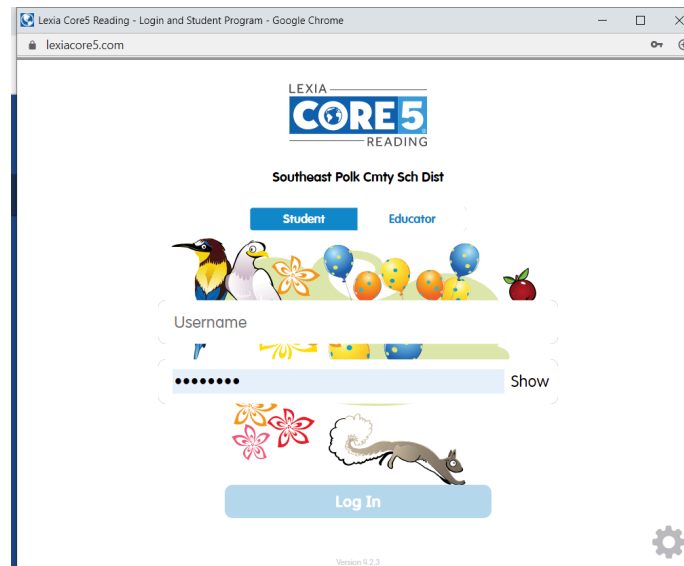 Lexia Core5 Reading - Login and Student Program - Google Chrome
lexiacore5.com
LEXIA
CORE5
READING
Southeast Polk Cmty Sch Dist
Student Educator
Username
•••••••• Show
Log In
Version 4.2.3